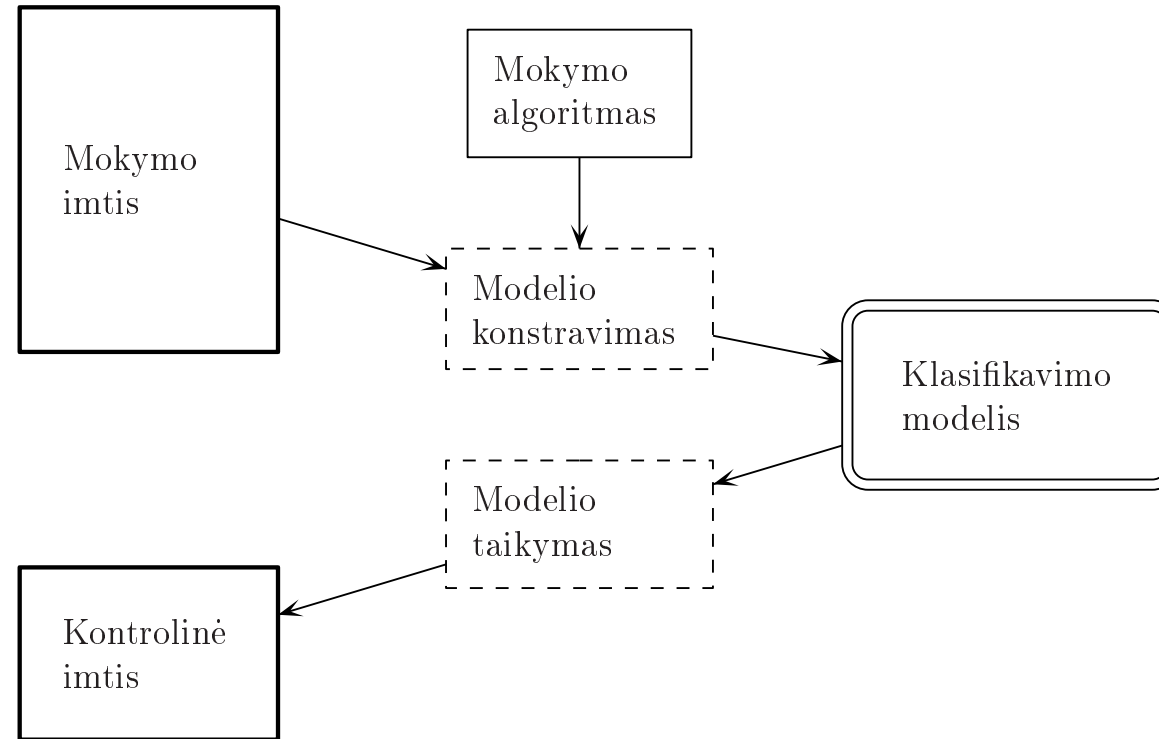 Mokymo
algoritmas
Mokymo
imtis
Modelio
konstravimas
Klasifikavimo
modelis
Modelio
taikymas
Kontrolinė
imtis